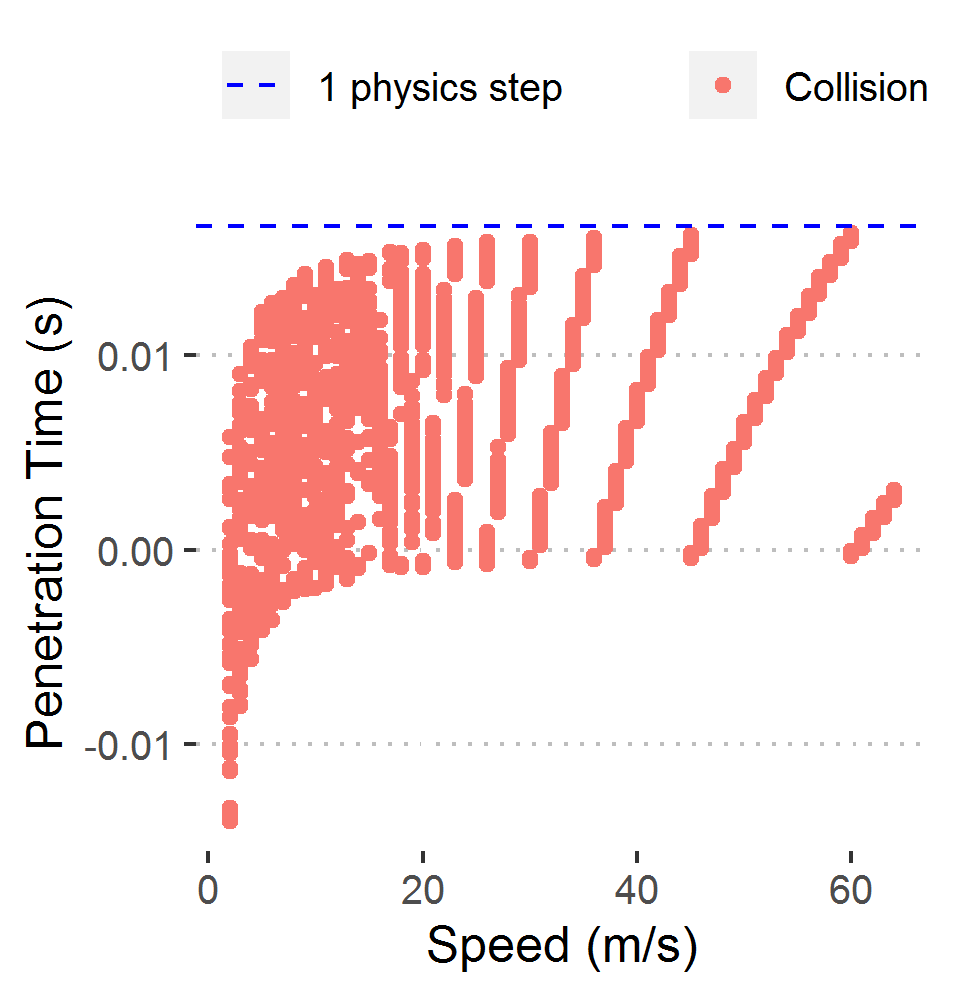 1 physics step
Collision
Penetration Time (s)
0.01
0.00
-0.01
0
20
40
60
Speed (m/s)